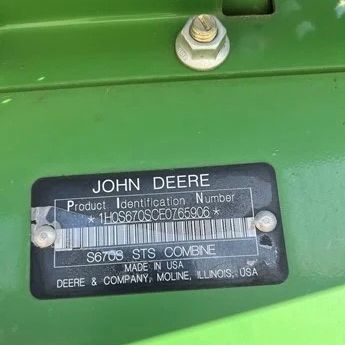 JOHN DEERE
Product Identification Number
*1H0S670SCE0765906*
S670S STS COMBINE
MADE IN USA
DEERE & COMPANY, MOLINE, ILLINOIS, USA